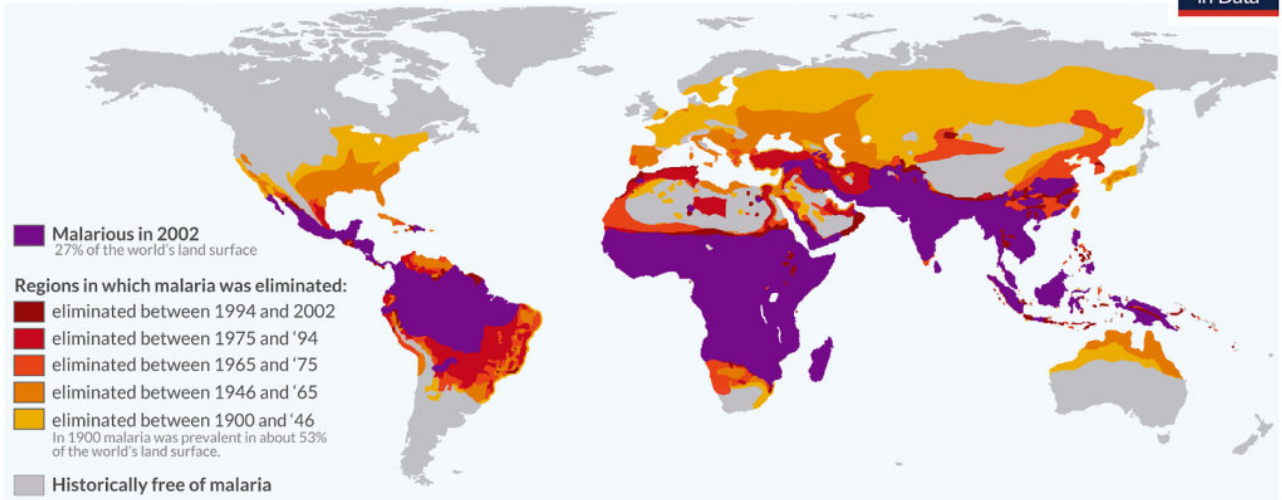 in Data
Malarious in 2002
27% of the world's land surface
Regions in which malaria was eliminated:
eliminated between 1994 and 2002
eliminated between 1975 and '94
eliminated between 1965 and '75
eliminated between 1946 and '65
eliminated between 1900 and '46
In 1900 malaria was prevalent in about 53%
of the world's land surface.
Historically free of malaria